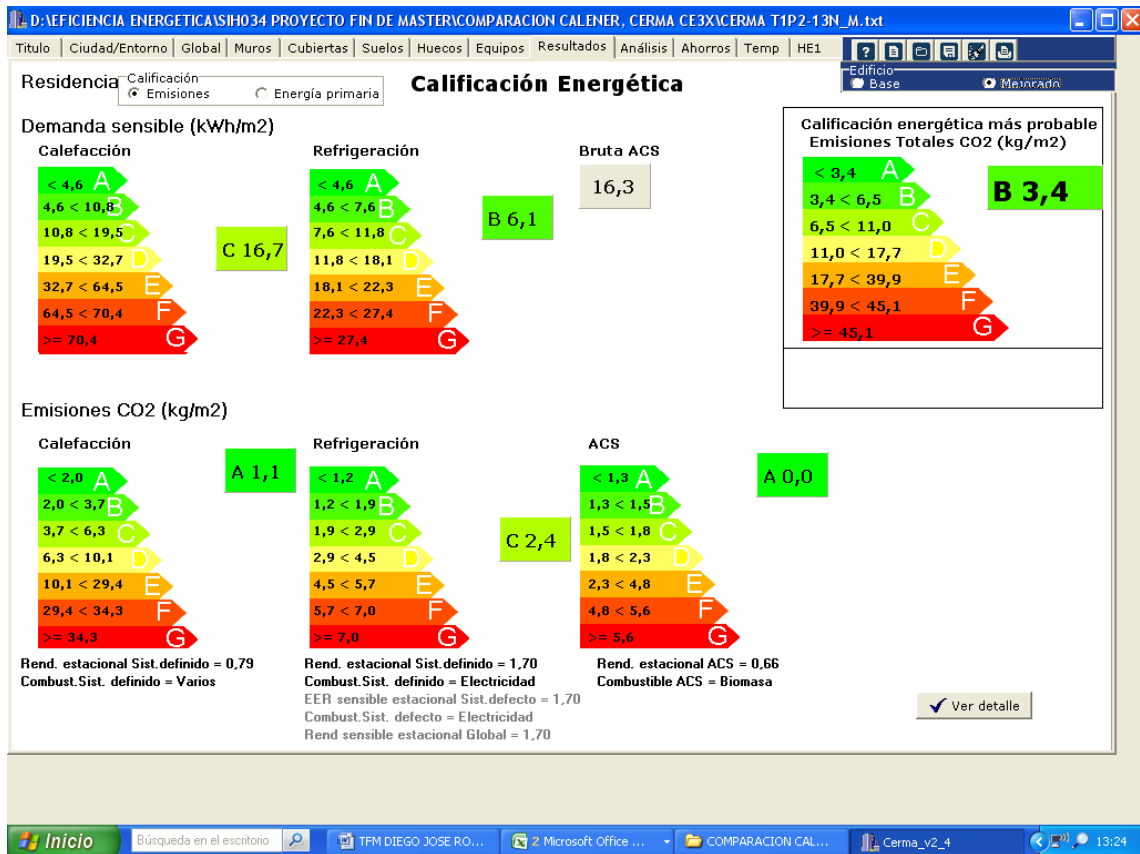 D:\EFICIENCIA ENERGETICA\SIH034 PROYECTO FIN DE MASTER\COMPARACION CALENER, CERMA CE3X\CERMA T1P2-13N_M.txt
Titulo Ciudad/Entorno Global Muros Cubiertas Suelos Huecos Equipos Resultados Análisis Ahorros Temp HE1
Residencia
Calificación
Emisiones Energía primaria
Calificación Energética
Edificio
Base Mejorado
Demanda sensible (kWh/m2)
Calefacción
< 4,6 A
4,6 < 10,8 B
10,8 < 19,5 C
19,5 < 32,7 D
32,7 < 64,5 E
64,5 < 70,4 F
>= 70,4 G
C 16,7
Refrigeración
< 4,6 A
4,6 < 7,6 B
7,6 < 11,8 C
11,8 < 18,1 D
18,1 < 22,3 E
22,3 < 27,4 F
>= 27,4 G
B 6,1
Bruta ACS
16,3
Calificación energética más probable
Emisiones Totales CO2 (kg/m2)
< 3,4 A
3,4 < 6,5 B
6,5 < 11,0 C
11,0 < 17,7 D
17,7 < 39,9 E
39,9 < 45,1 F
>= 45,1 G
B 3,4
Emisiones CO2 (kg/m2)
Calefacción
< 2,0 A
2,0 < 3,7 B
3,7 < 6,3 C
6,3 < 10,1 D
10,1 < 29,4 E
29,4 < 34,3 F
>= 34,3 G
A 1,1
Rend. estacional Sist.definido = 0,79
Combust.Sist. definido = Varios
Refrigeración
< 1,2 A
1,2 < 1,9 B
1,9 < 2,9 C
2,9 < 4,5 D
4,5 < 5,7 E
5,7 < 7,0 F
>= 7,0 G
C 2,4
Rend. estacional Sist.definido = 1,70
Combust.Sist. definido = Electricidad
EER sensible estacional Sist.defecto = 1,70
Combust.Sist. defecto = Electricidad
Rend sensible estacional Global = 1,70
ACS
< 1,3 A
1,3 < 1,5 B
1,5 < 1,8 C
1,8 < 2,3 D
2,3 < 4,8 E
4,8 < 5,6 F
>= 5,6 G
A 0,0
Rend. estacional ACS = 0,66
Combustible ACS = Biomasa
Ver detalle
Inicio
Búsqueda en el escritorio
TFM DIEGO JOSE RO...
2 Microsoft Office ...
COMPARACION CAL...
Cerma_v2_4
13:24